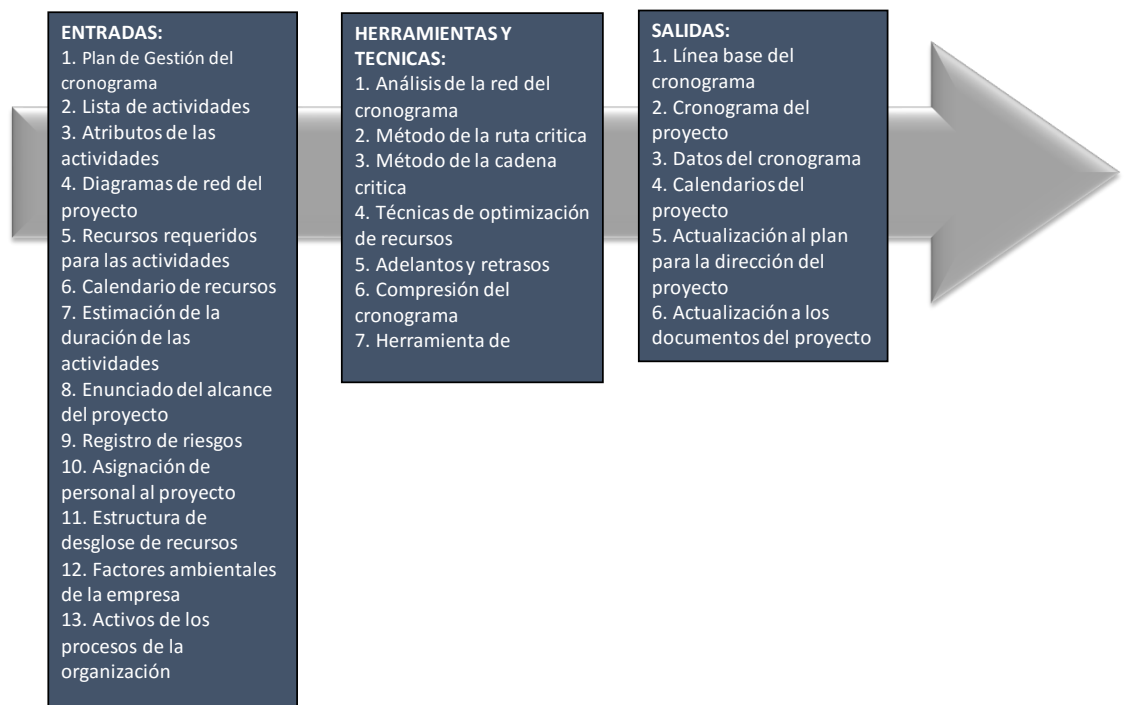 ENTRADAS:
1. Plan de Gestión del
cronograma
2. Lista de actividades
3. Atributos de las
actividades
4. Diagramas de red del
proyecto
5. Recursos requeridos
para las actividades
6. Calendario de recursos
7. Estimación de la
duración de las
actividades
8. Enunciado del alcance
del proyecto
9. Registro de riesgos
10. Asignación de
personal al proyecto
11. Estructura de
desglose de recursos
12. Factores ambientales
de la empresa
13. Activos de los
procesos de la
organización
HERRAMIENTAS Y
TECNICAS:
1. Análisis de la red del
cronograma
2. Método de la ruta critica
3. Método de la cadena
critica
4. Técnicas de optimización
de recursos
5. Adelantos y retrasos
6. Compresión del
cronograma
7. Herramienta de
SALIDAS:
1. Línea base del
cronograma
2. Cronograma del
proyecto
3. Datos del cronograma
4. Calendarios del
proyecto
5. Actualización al plan
para la dirección del
proyecto
6. Actualización a los
documentos del proyecto